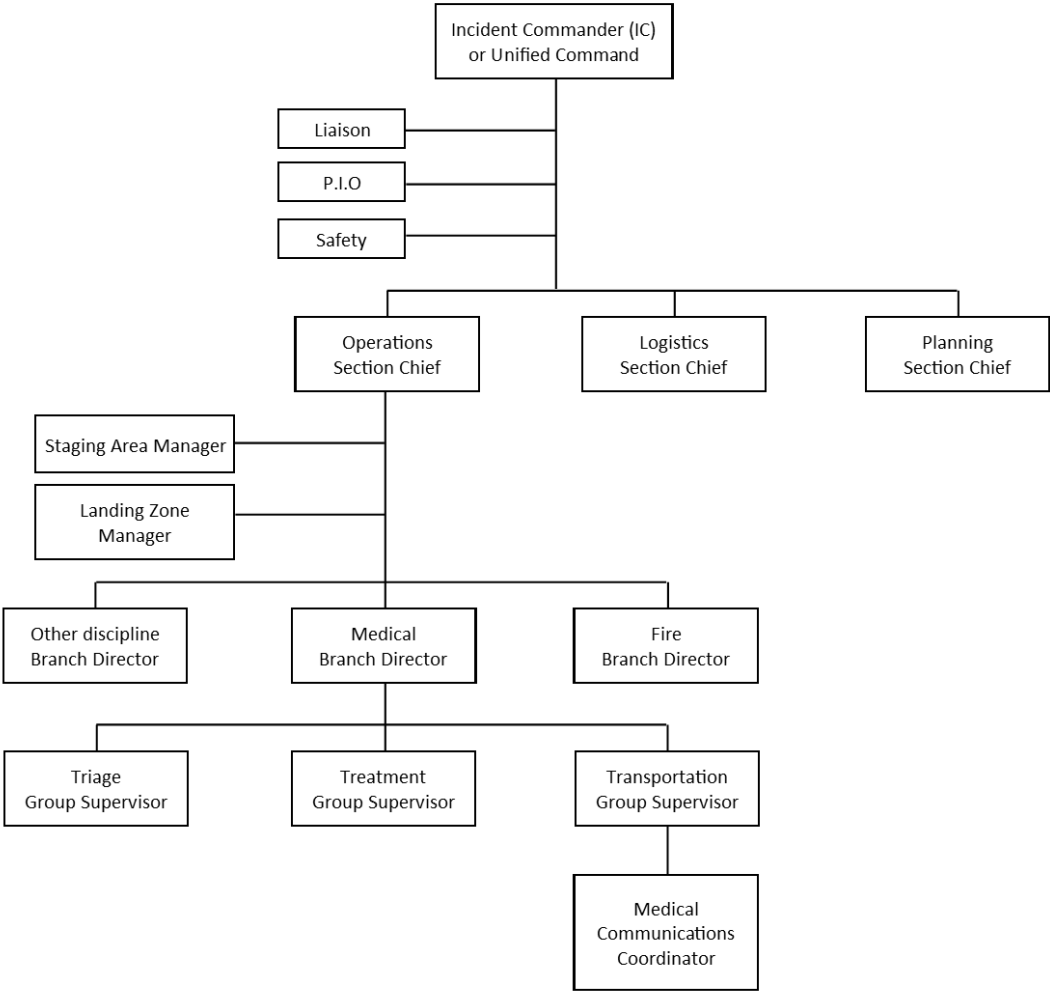 Incident Commander (IC)
or Unified Command
Liaison
P.I.O
Safety
Operations
Section Chief
Logistics
Section Chief
Planning
Section Chief
Staging Area Manager
Landing Zone
Manager
Other discipline
Branch Director
Medical
Branch Director
Fire
Branch Director
Triage
Group Supervisor
Treatment
Group Supervisor
Transportation
Group Supervisor
Medical
Communications
Coordinator